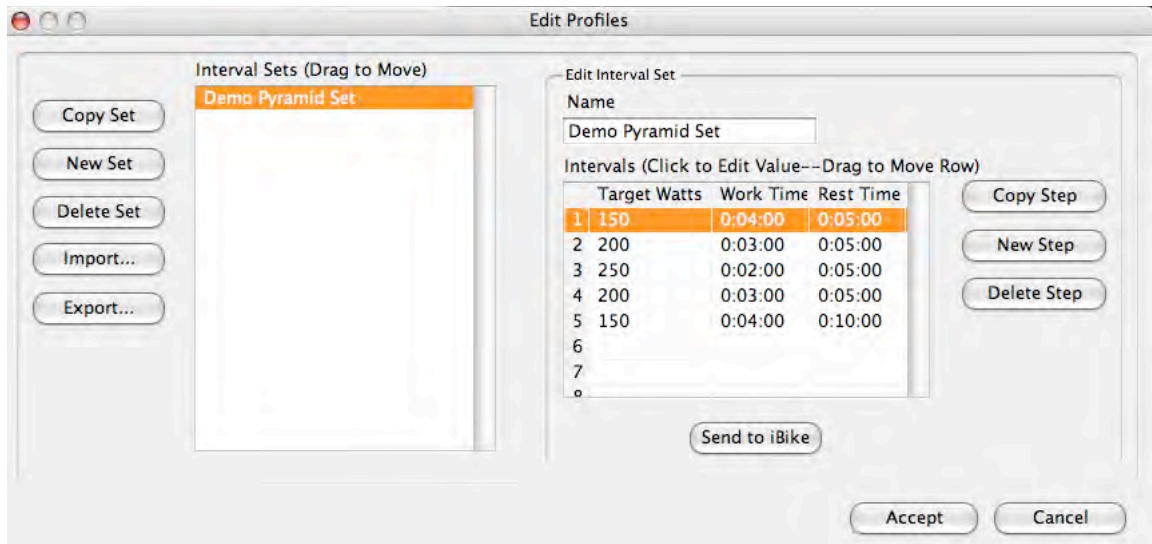 Edit Profiles
Interval Sets (Drag to Move)
Demo Pyramid Set
Copy Set
New Set
Delete Set
Import...
Export...
Edit Interval Set
Name
Demo Pyramid Set
Intervals (Click to Edit Value--Drag to Move Row)
Target Watts Work Time Rest Time
1 150 0:04:00 0:05:00
2 200 0:03:00 0:05:00
3 250 0:02:00 0:05:00
4 200 0:03:00 0:05:00
5 150 0:04:00 0:10:00
6
7
8
Copy Step
New Step
Delete Step
Send to iBike
Accept Cancel